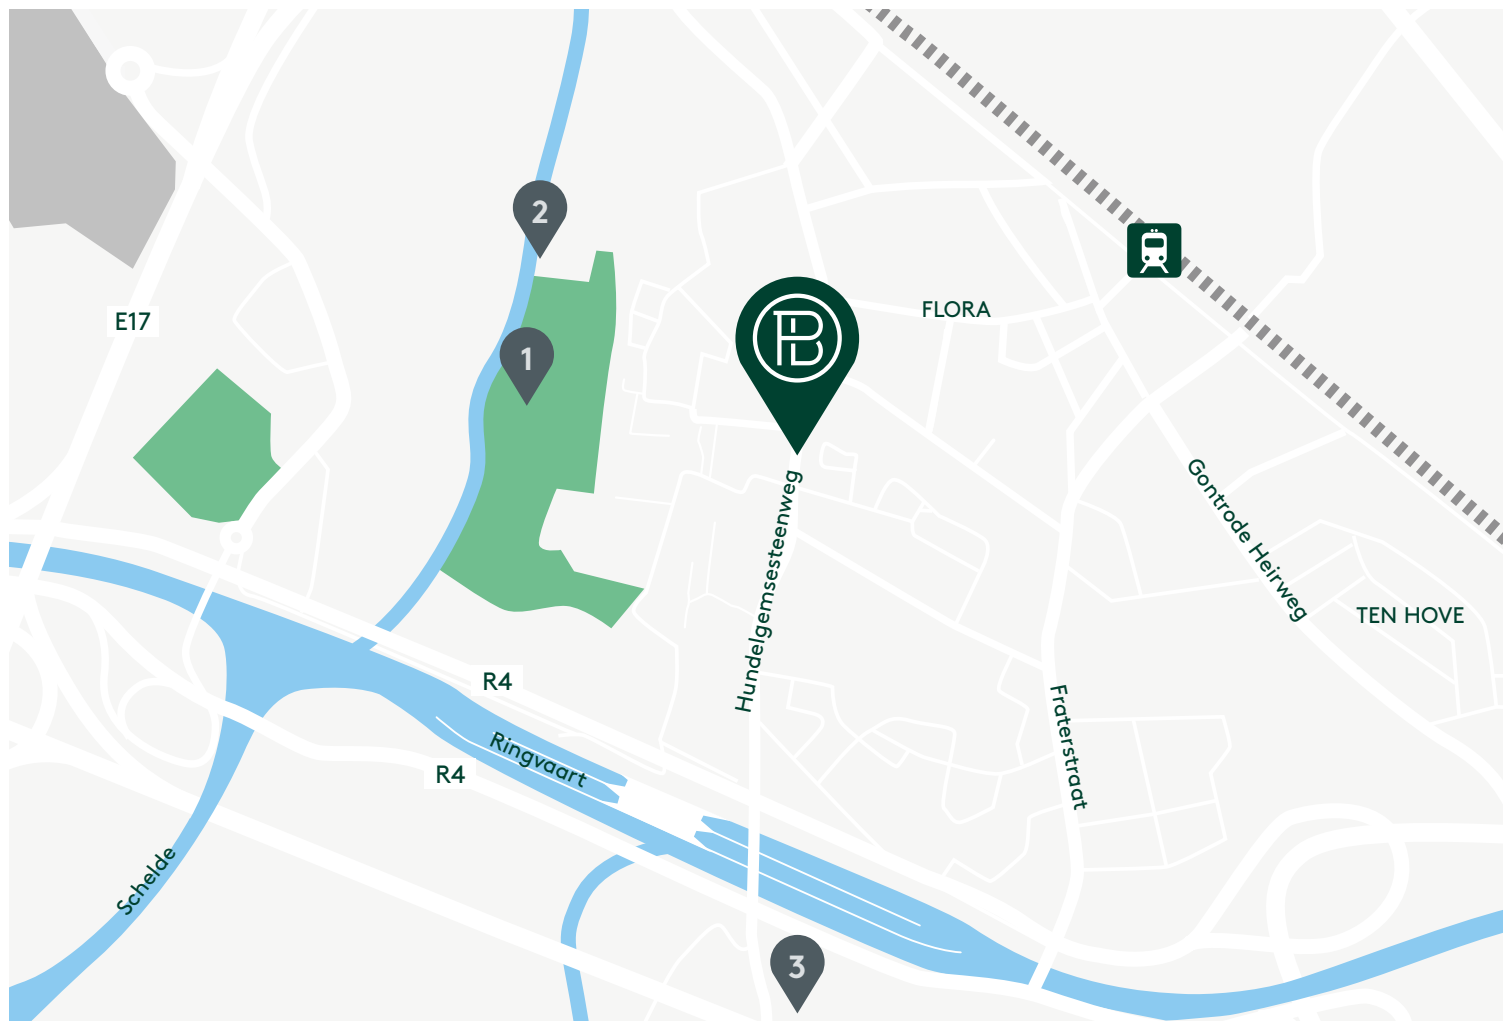 2
B
FLORA
E17
1
Gontrode Heirweg
Hundelgemsesteenweg
TEN HOVE
R4
Fraterstraat
Ringvaart
R4
Schelde
3